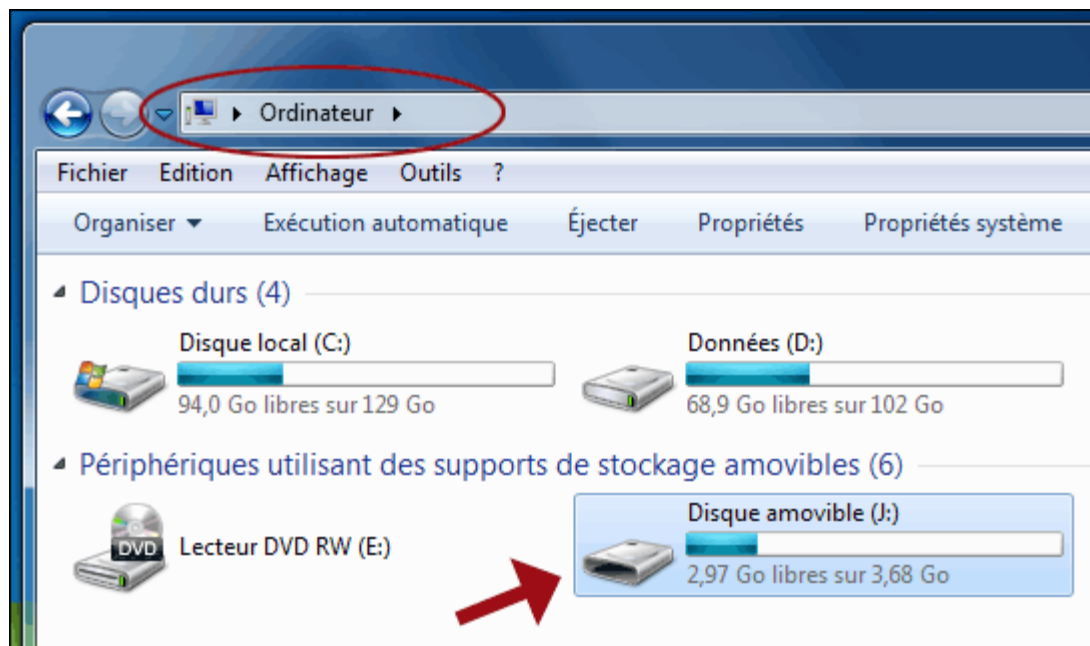 Ordinateur
Fichier Edition Affichage Outils ?
Organiser Exécution automatique Éjecter Propriétés Propriétés système
Disques durs (4)
Disque local (C:)
94,0 Go libres sur 129 Go
Données (D:)
68,9 Go libres sur 102 Go
Périphériques utilisant des supports de stockage amovibles (6)
DVD
Lecteur DVD RW (E:)
Disque amovible (J:)
2,97 Go libres sur 3,68 Go